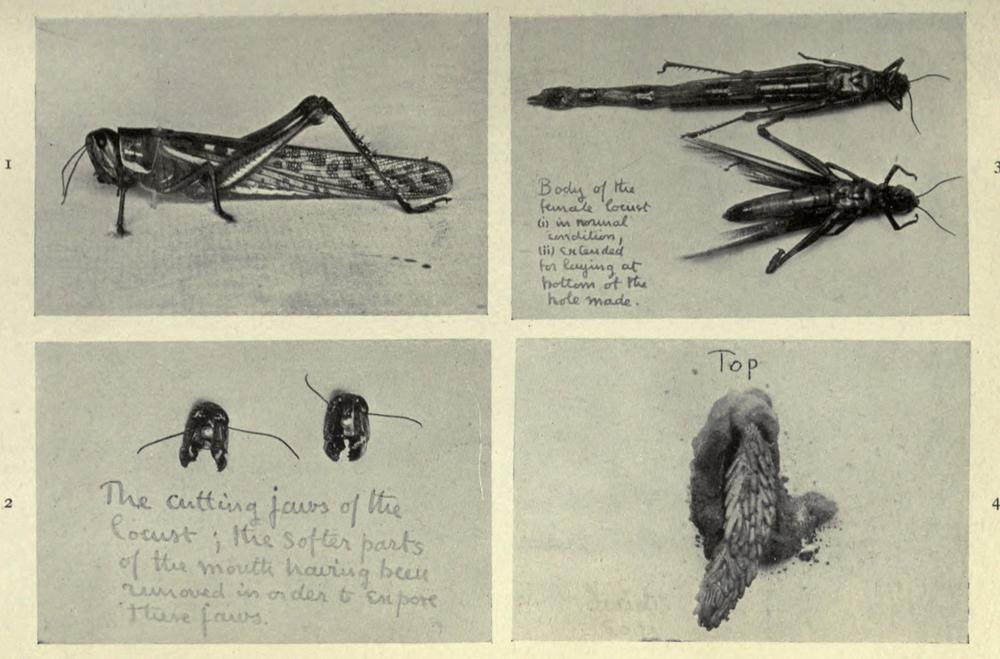 1
Body of the
female locust
(i) in normal
condition,
(ii) extended
for laying at
bottom of the
hole made.
3
The cutting jaws of the
locust ; the softer parts
of the mouth having been
removed in order to expose
these jaws.
2
Top
4